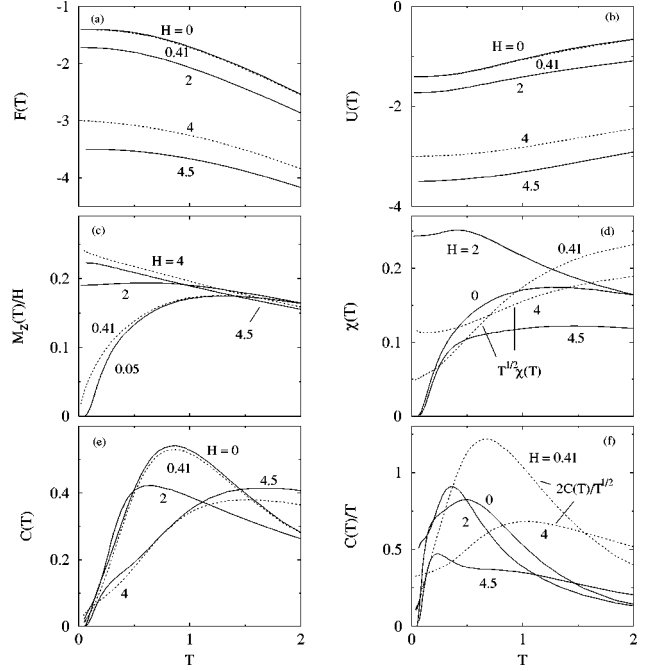 -1
(a)
H = 0
0.41
-2
2
F(T)
-3
4
4.5
-4
0
(b)
H = 0
0.41
2
-2
U(T)
4
4.5
-4
(c)
H = 4
0.2
2
M_Z(T)/H
0.41
4.5
0.1
0.05
0
H = 2
0.41
(d)
0.2
0
χ(T)
4
0.1
4.5
T^1/2 χ(T)
0
(e)
H = 0
0.41
4.5
0.4
2
C(T)
0.2
4
0
0
1
2
T
(f)
H = 0.41
1
2C(T)/T^1/2
0
C(T)/T
2
4
0.5
4.5
0
0
1
2
T